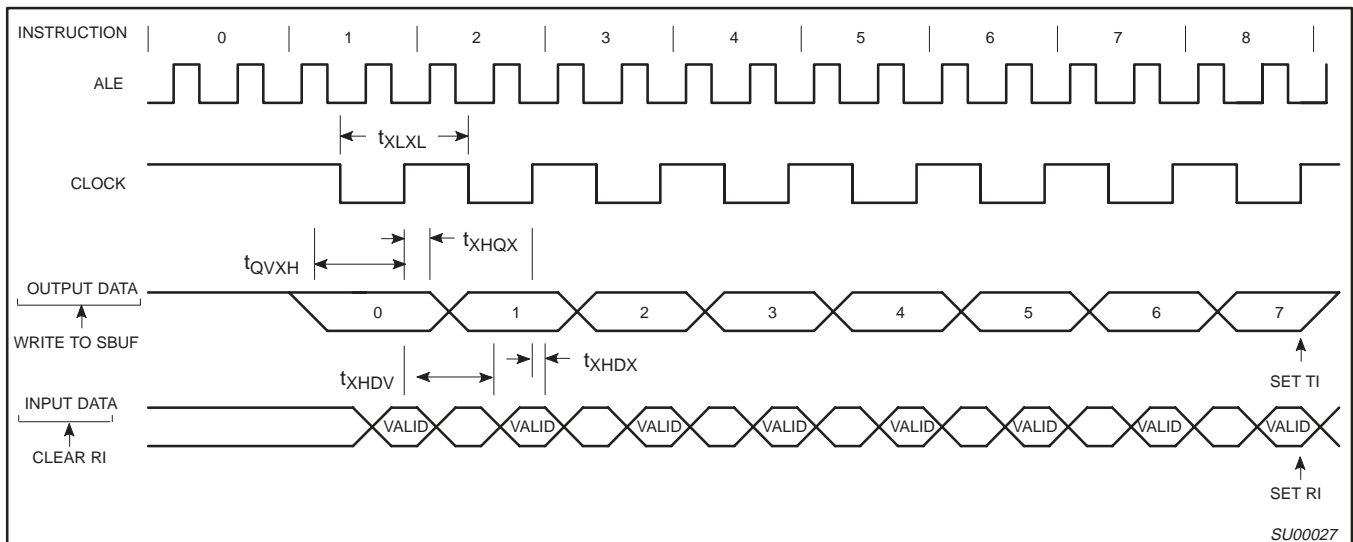 INSTRUCTION 0 1 2 3 4 5 6 7 8
ALE
tXLXL
CLOCK
tXHQX
tQVXH
OUTPUT DATA
0 1 2 3 4 5 6 7
WRITE TO SBUF
tXHDX
tXHDV
SET TI
INPUT DATA
VALID VALID VALID VALID VALID VALID VALID VALID
CLEAR RI
SET RI
SU00027